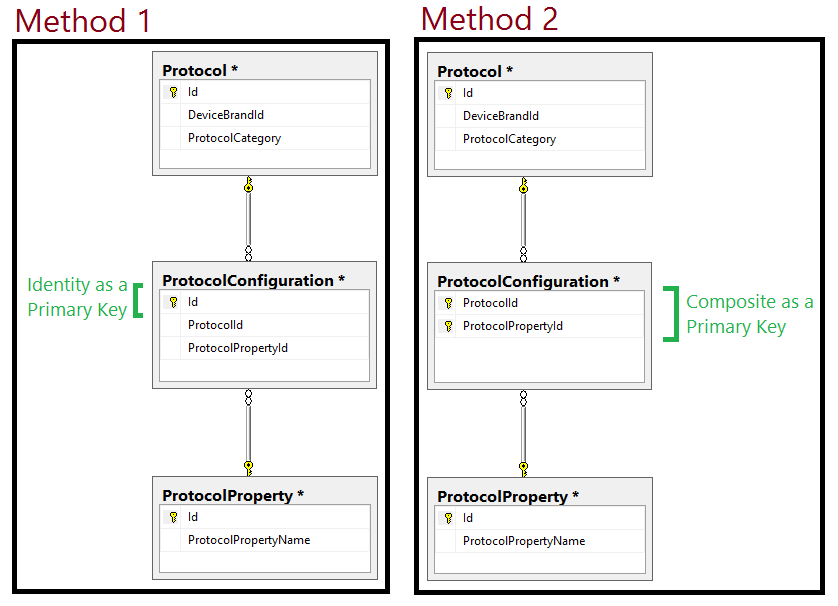 Method 1
Protocol *
Id
DeviceBrandId
ProtocolCategory
Identity as a
Primary Key
ProtocolConfiguration *
Id
ProtocolId
ProtocolPropertyId
ProtocolProperty *
Id
ProtocolPropertyName
Method 2
Protocol *
Id
DeviceBrandId
ProtocolCategory
ProtocolConfiguration *
ProtocolId
ProtocolPropertyId
Composite as a
Primary Key
ProtocolProperty *
Id
ProtocolPropertyName